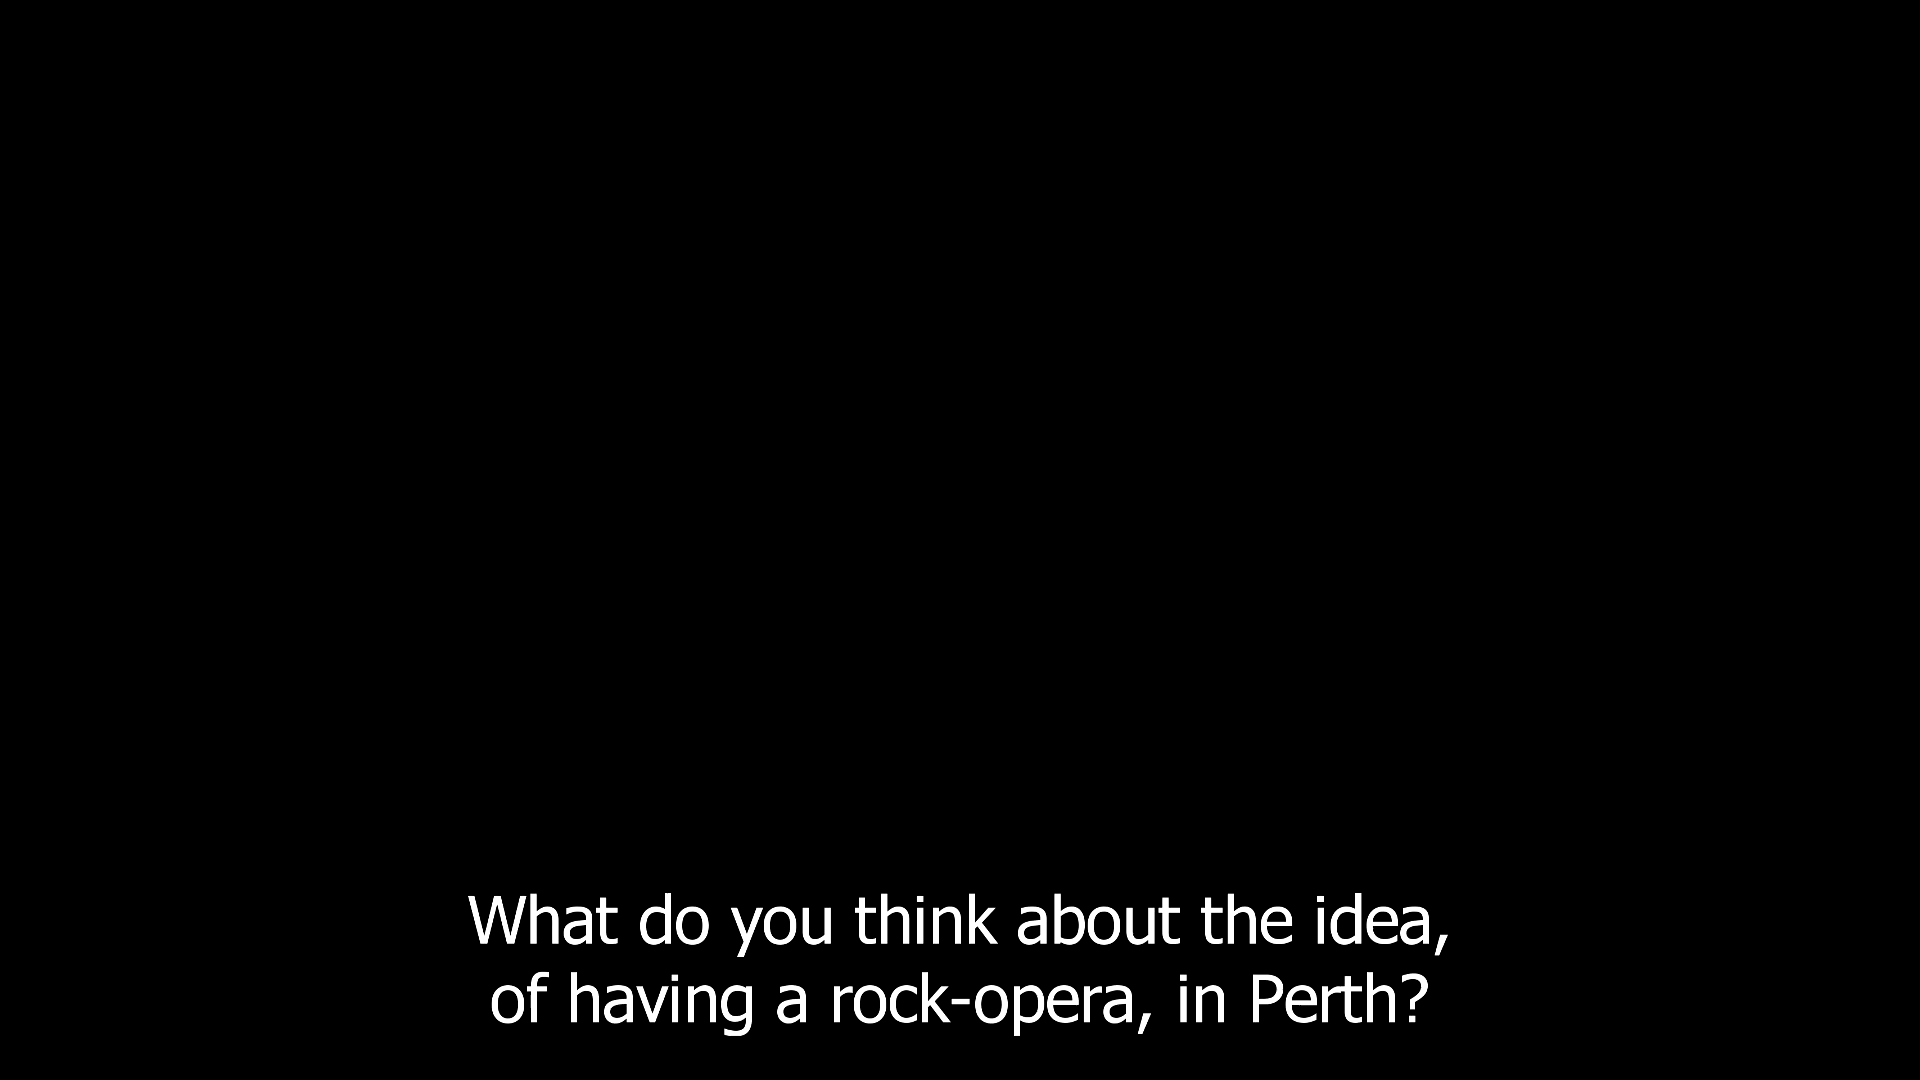 What do you think about the idea,
of having a rock-opera, in Perth?